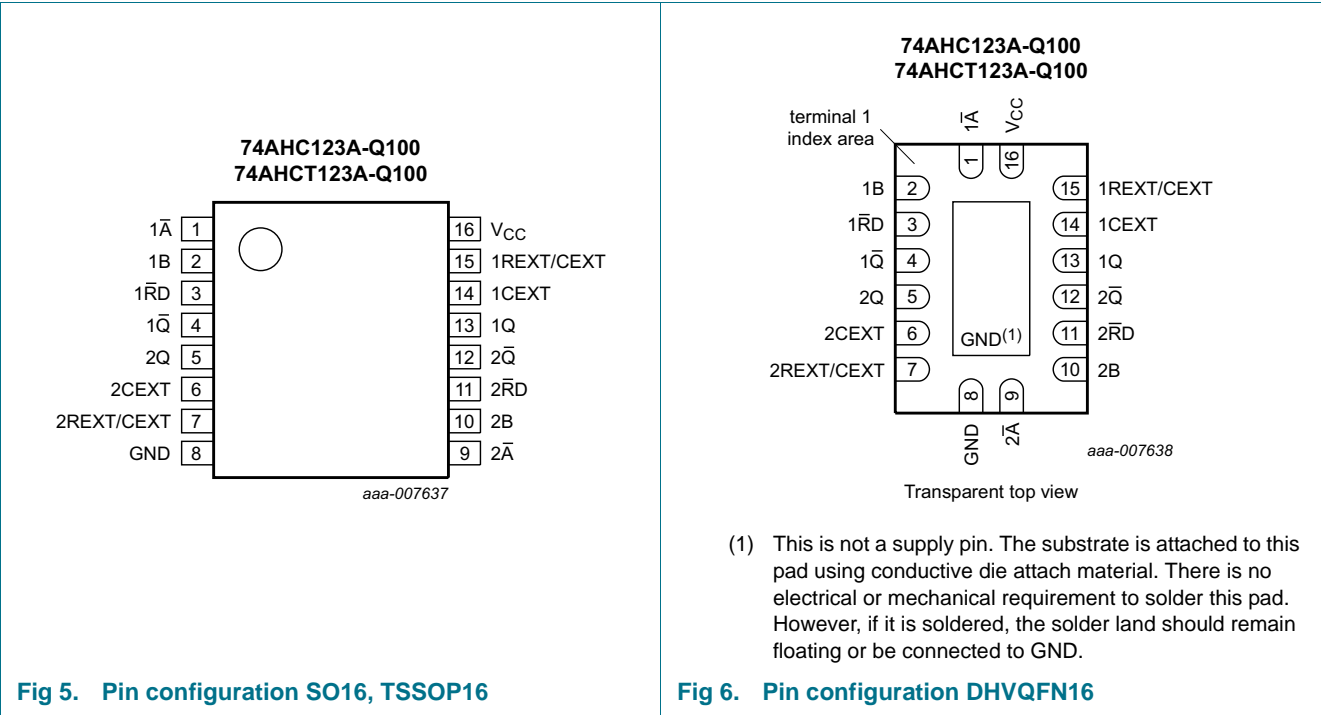 74AHC123A-Q100
74AHCT123A-Q100
1A̅ 1
1B 2
1R̅D 3
1Q̅ 4
2Q 5
2CEXT 6
2REXT/CEXT 7
GND 8
16 VCC
15 1REXT/CEXT
14 1CEXT
13 1Q
12 2Q̅
11 2R̅D
10 2B
9 2A̅
aaa-007637
Fig 5. Pin configuration SO16, TSSOP16
74AHC123A-Q100
74AHCT123A-Q100
terminal 1
index area
1A̅
VCC
1
16
1B 2
1R̅D 3
1Q̅ 4
2Q 5
2CEXT 6
2REXT/CEXT 7
15 1REXT/CEXT
14 1CEXT
13 1Q
12 2Q̅
11 2R̅D
10 2B
GND(1)
8
9
GND
2A̅
aaa-007638
Transparent top view
(1) This is not a supply pin. The substrate is attached to this
pad using conductive die attach material. There is no
electrical or mechanical requirement to solder this pad.
However, if it is soldered, the solder land should remain
floating or be connected to GND.
Fig 6. Pin configuration DHVQFN16